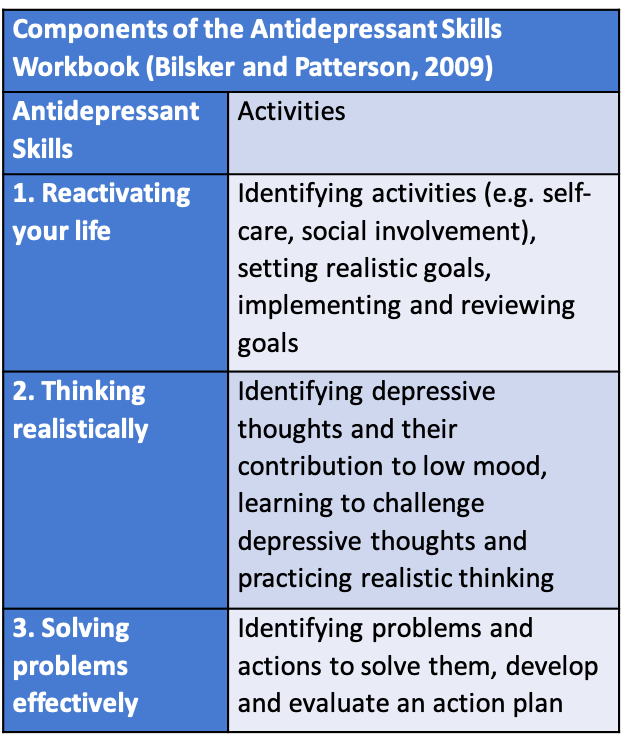 Components of the Antidepressant Skills
Workbook (Bilsker and Patterson, 2009)
Antidepressant
Skills
Activities
1. Reactivating
your life
Identifying activities (e.g. self-
care, social involvement),
setting realistic goals,
implementing and reviewing
goals
2. Thinking
realistically
Identifying depressive
thoughts and their
contribution to low mood,
learning to challenge
depressive thoughts and
practicing realistic thinking
3. Solving
problems
effectively
Identifying problems and
actions to solve them, develop
and evaluate an action plan